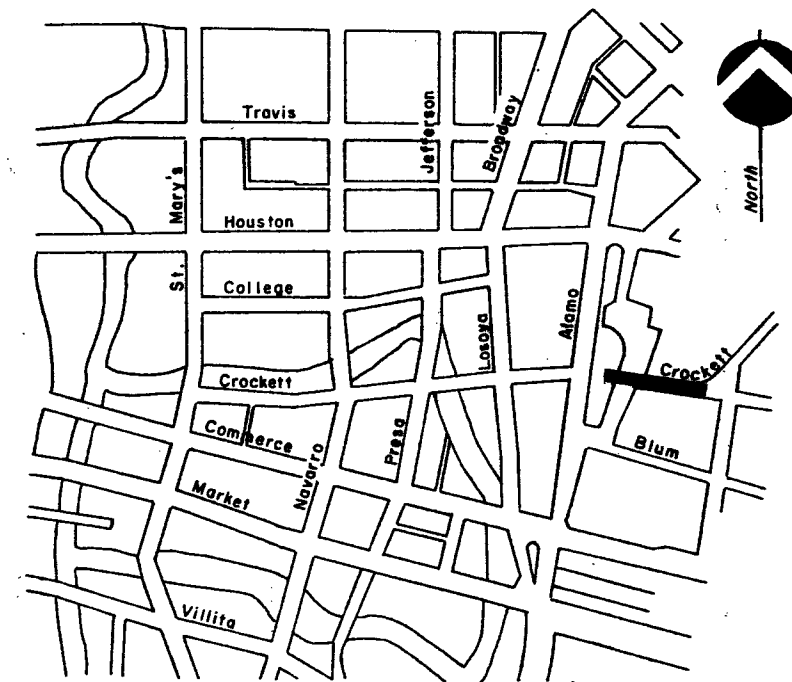 Travis
Jefferson
Broadway
Mary's
St.
North
Houston
College
Losoya
Alamo
Crockett
Crockett
Commerce
Navarro
Presa
Blum
Market
Villita